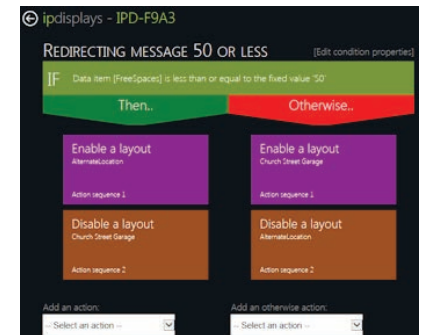 ipdisplays - IPD-F9A3
REDIRECTING MESSAGE 50 OR LESS [Edit condition properties]
IF Data item [FreeSpaces] is less than or equal to the fixed value '50'
Then.. Otherwise..
Enable a layout Enable a layout
AlternateLocation Church Street Garage
Action sequence 1 Action sequence 1
Disable a layout Disable a layout
Church Street Garage AlternateLocation
Action sequence 2 Action sequence 2
Add an action: Add an otherwise action:
-- Select an action -- -- Select an action --